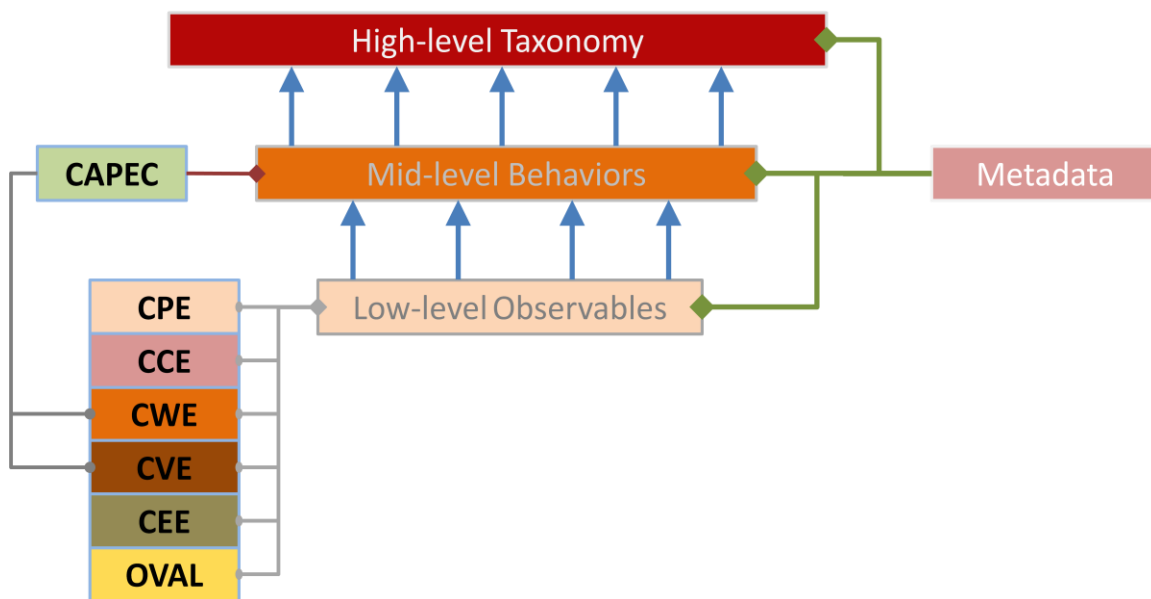 High-level Taxonomy
CAPEC
Mid-level Behaviors
Metadata
CPE
Low-level Observables
CCE
CWE
CVE
CEE
OVAL